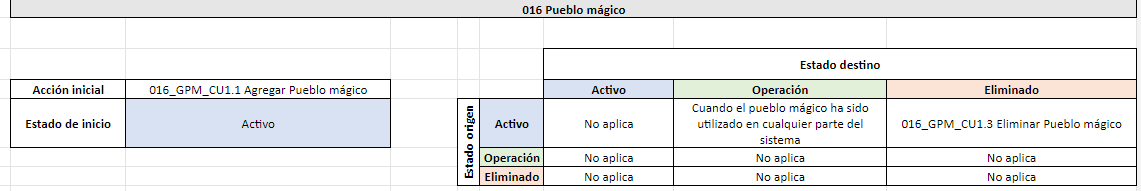 016 Pueblo mágico
Estado destino
Acción inicial 016_GPM_CU1.1 Agregar Pueblo mágico
Activo Operación Eliminado
Estado de inicio Activo
Estado origen
Activo No aplica Cuando el pueblo mágico ha sido
utilizado en cualquier parte del
sistema
016_GPM_CU1.3 Eliminar Pueblo mágico
Operación No aplica No aplica No aplica
Eliminado No aplica No aplica No aplica